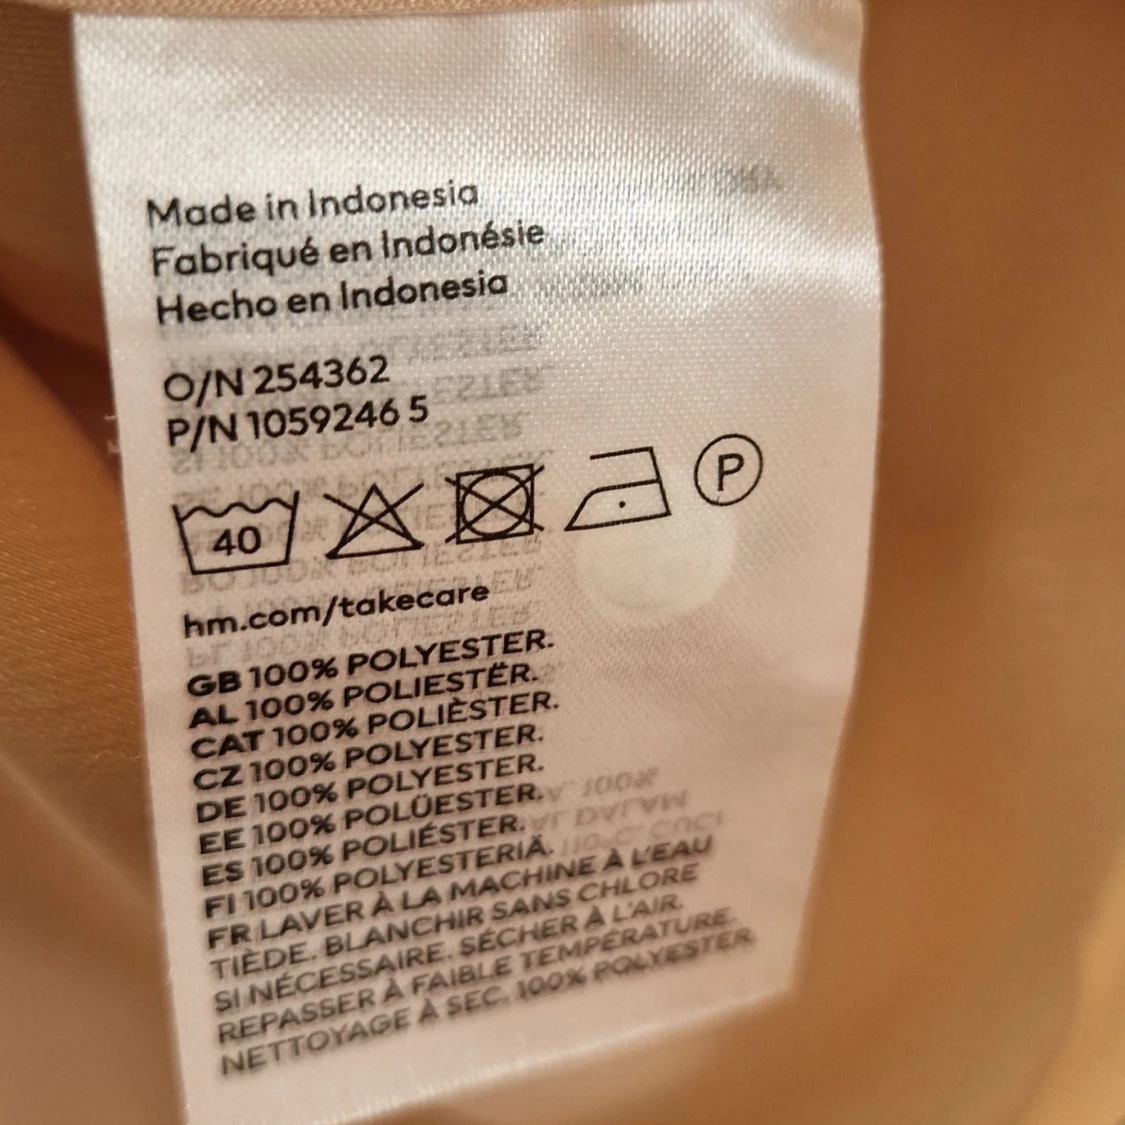 Made in Indonesia
Fabriqué en Indonésie
Hecho en Indonesia
O/N 254362
P/N 1059246 5
40 P
hm.com/takecare
GB 100% POLYESTER.
AL 100% POLIESTËR.
CAT 100% POLIÈSTER.
CZ 100% POLYESTER.
DE 100% POLYESTER.
EE 100% POLÜESTER.
ES 100% POLIÉSTER.
FI 100% POLYESTERIÄ.
FR LAVER À LA MACHINE À L'EAU
TIÈDE. BLANCHIR SANS CHLORE
SI NÉCESSAIRE. SÉCHER À L'AIR.
REPASSER À FAIBLE TEMPÉRATURE.
NETTOYAGE À SEC. 100% POLYESTER